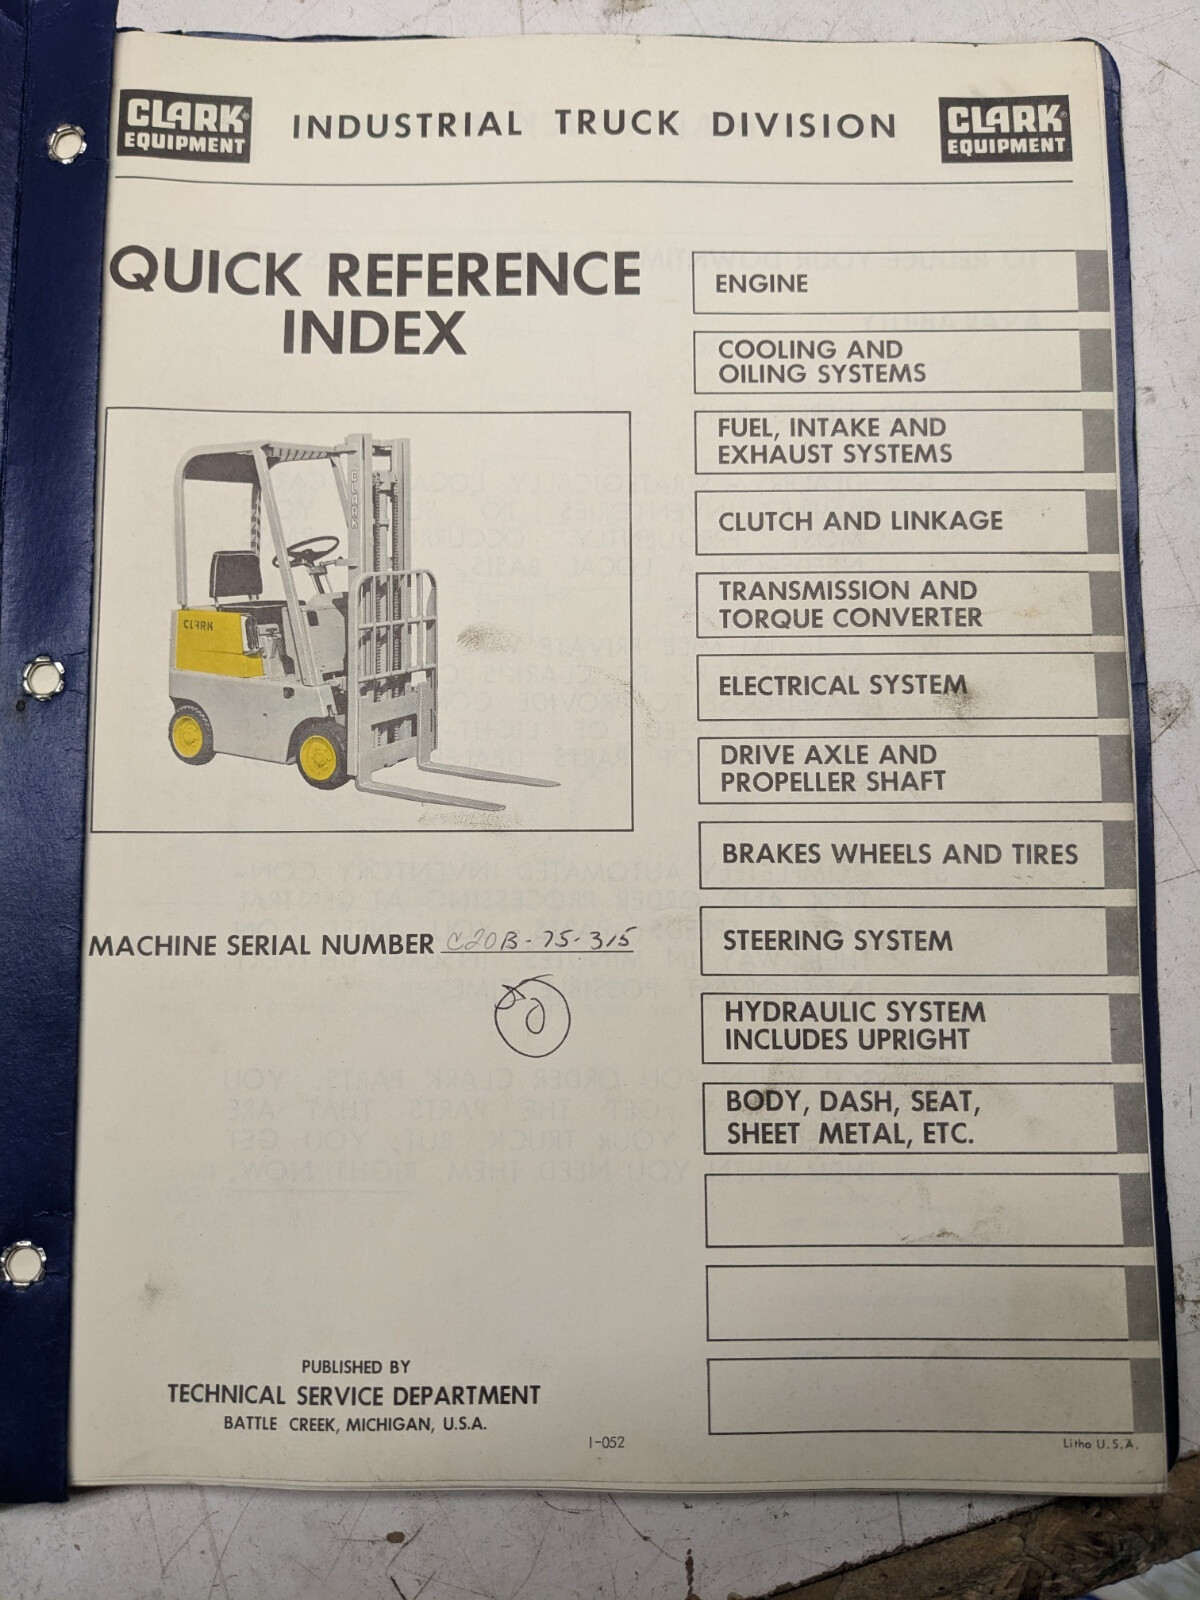 CLARK EQUIPMENT
INDUSTRIAL TRUCK DIVISION
CLARK EQUIPMENT
QUICK REFERENCE
INDEX
CLARK
CLARK
MACHINE SERIAL NUMBER C20B-75-315
PUBLISHED BY
TECHNICAL SERVICE DEPARTMENT
BATTLE CREEK, MICHIGAN, U.S.A.
I-052
ENGINE
COOLING AND
OILING SYSTEMS
FUEL, INTAKE AND
EXHAUST SYSTEMS
CLUTCH AND LINKAGE
TRANSMISSION AND
TORQUE CONVERTER
ELECTRICAL SYSTEM
DRIVE AXLE AND
PROPELLER SHAFT
BRAKES WHEELS AND TIRES
STEERING SYSTEM
HYDRAULIC SYSTEM
INCLUDES UPRIGHT
BODY, DASH, SEAT,
SHEET METAL, ETC.
Litho U.S.A.